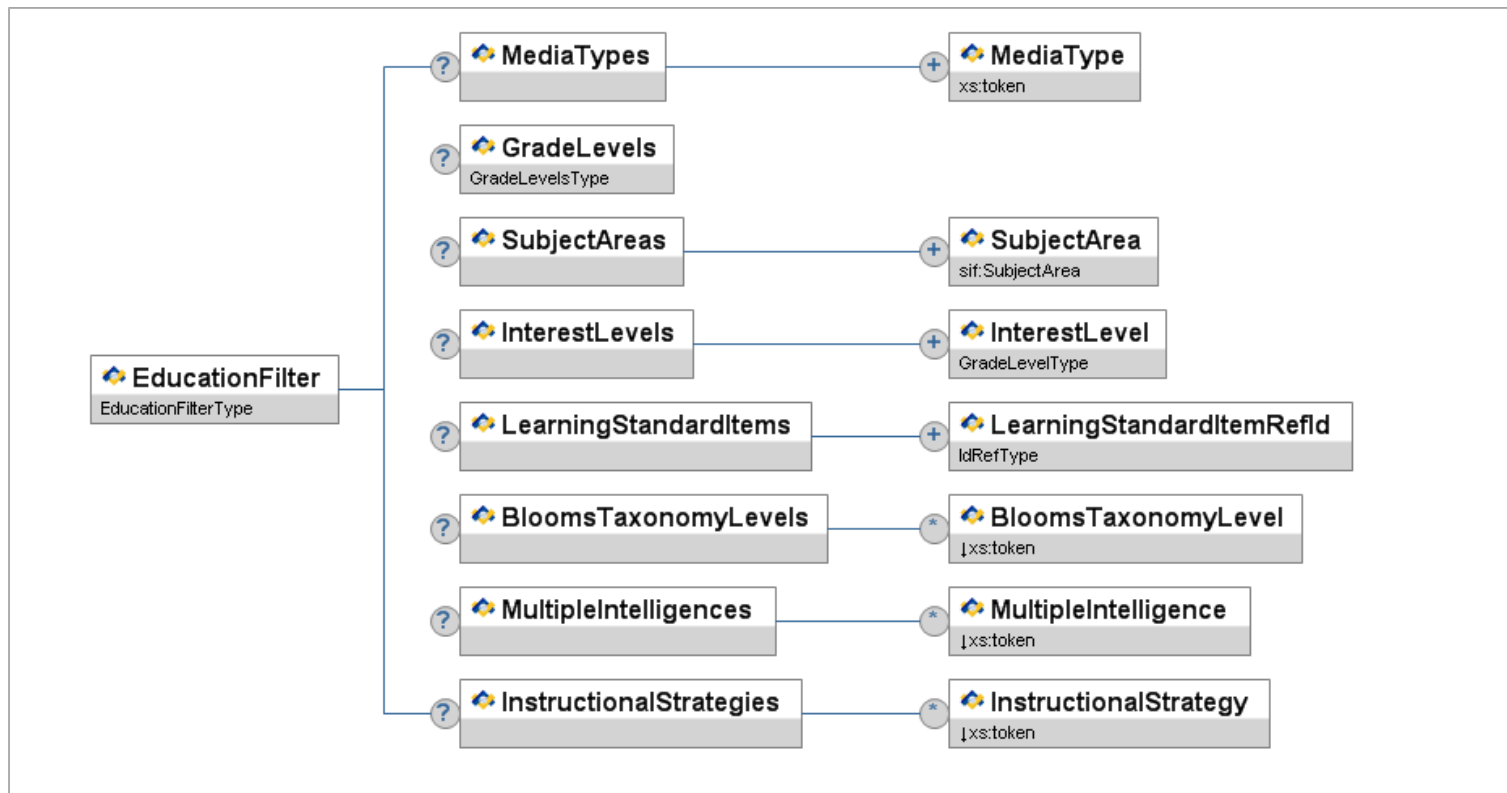 ? MediaTypes + MediaType
xs:token
? GradeLevels
GradeLevelsType
? SubjectAreas + SubjectArea
sif:SubjectArea
? InterestLevels + InterestLevel
GradeLevelType
EducationFilter
EducationFilterType
? LearningStandardItems + LearningStandardItemRefId
IdRefType
? BloomsTaxonomyLevels * BloomsTaxonomyLevel
↓xs:token
? MultipleIntelligences * MultipleIntelligence
↓xs:token
? InstructionalStrategies * InstructionalStrategy
↓xs:token